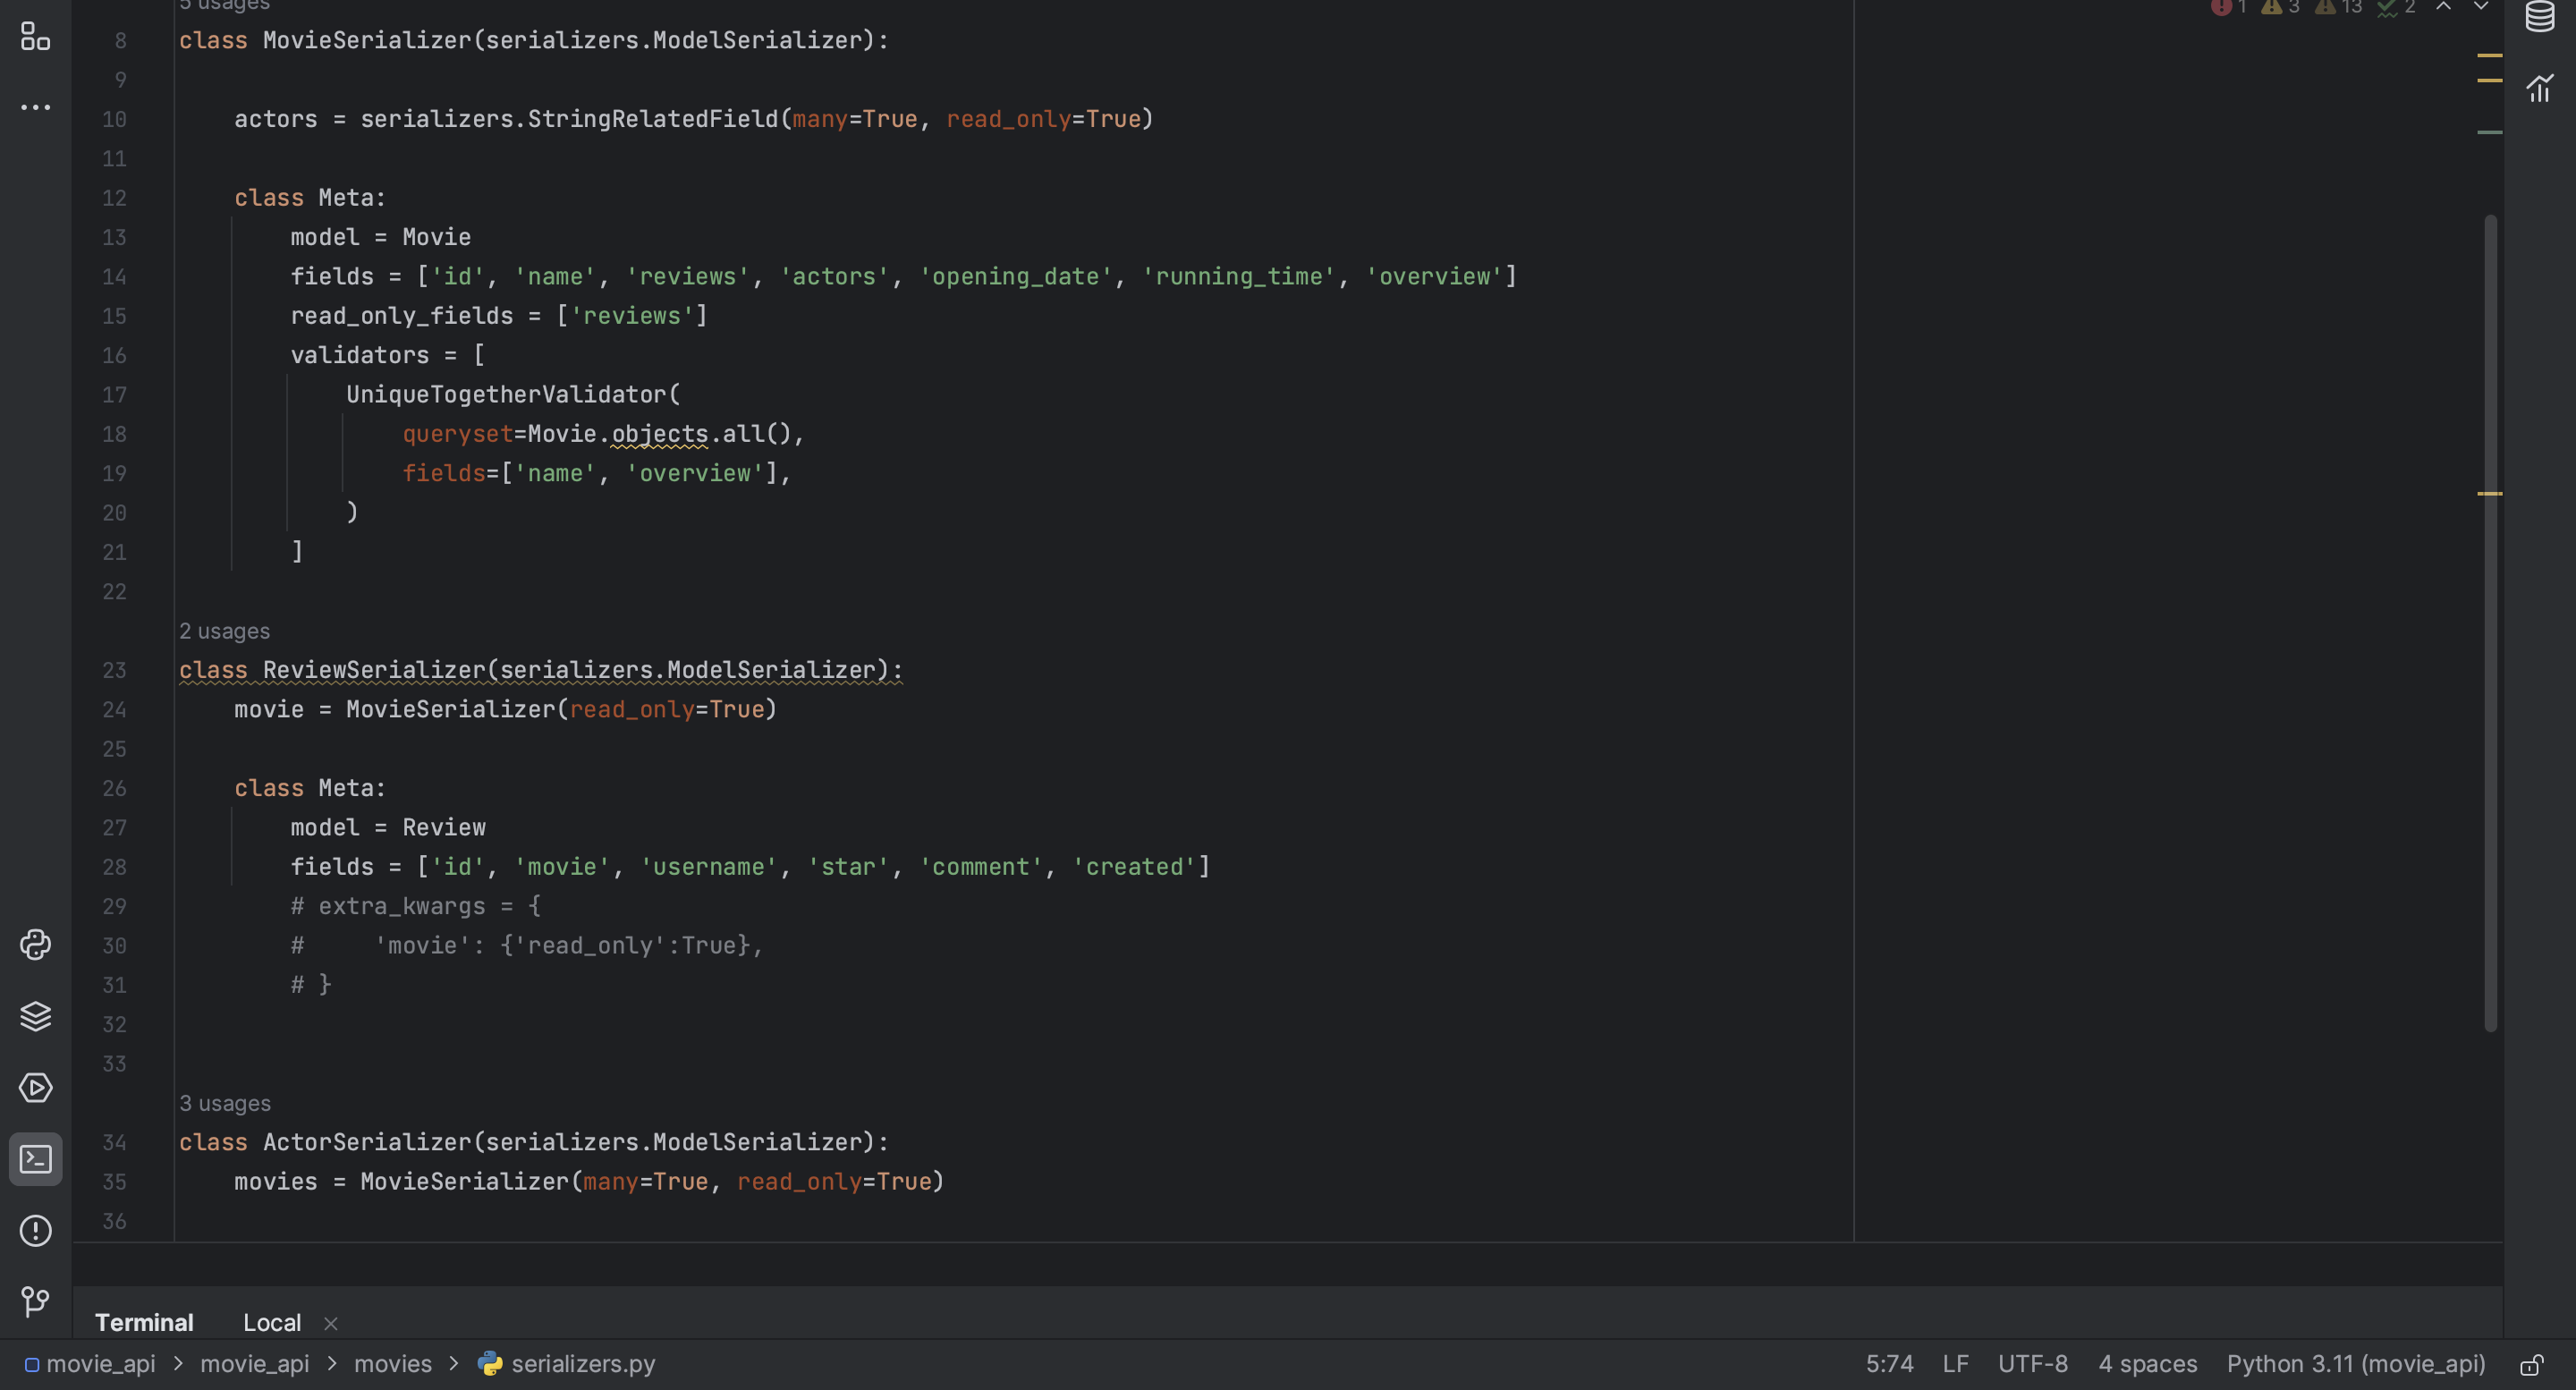 5 usages
1 3 13 2
8 class MovieSerializer(serializers.ModelSerializer):
9
10 actors = serializers.StringRelatedField(many=True, read_only=True)
11
12 class Meta:
13 model = Movie
14 fields = ['id', 'name', 'reviews', 'actors', 'opening_date', 'running_time', 'overview']
15 read_only_fields = ['reviews']
16 validators = [
17 UniqueTogetherValidator(
18 queryset=Movie.objects.all(),
19 fields=['name', 'overview'],
20 )
21 ]
22
2 usages
23 class ReviewSerializer(serializers.ModelSerializer):
24 movie = MovieSerializer(read_only=True)
25
26 class Meta:
27 model = Review
28 fields = ['id', 'movie', 'username', 'star', 'comment', 'created']
29 # extra_kwargs = {
30 # 'movie': {'read_only':True},
31 # }
32
33
3 usages
34 class ActorSerializer(serializers.ModelSerializer):
35 movies = MovieSerializer(many=True, read_only=True)
36
Terminal Local ×
movie_api > movie_api > movies > serializers.py 5:74 LF UTF-8 4 spaces Python 3.11 (movie_api)